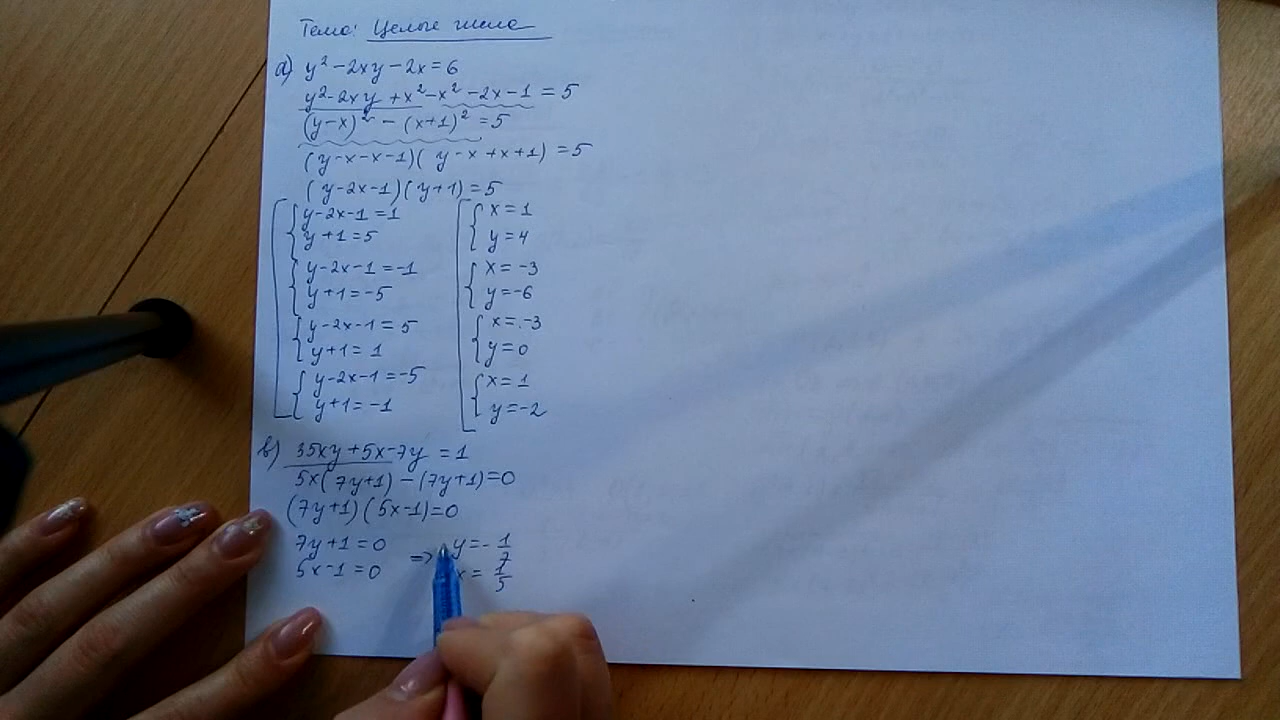 Тема: Целые числа
а) y² - 2xy - 2x = 6
y² - 2xy + x² - x² - 2x - 1 = 5
(y-x)² - (x+1)² = 5
(y-x-x-1)(y-x+x+1) = 5
(y-2x-1)(y+1) = 5
y-2x-1 = 1
y+1 = 5
y-2x-1 = -1
y+1 = -5
y-2x-1 = 5
y+1 = 1
y-2x-1 = -5
y+1 = -1
x = 1
y = 4
x = -3
y = -6
x = -3
y = 0
x = 1
y = -2
в) 35xy + 5x - 7y = 1
5x(7y+1) - (7y+1) = 0
(7y+1)(5x-1) = 0
7y+1 = 0 => y = -1/7
5x-1 = 0 x = 1/5